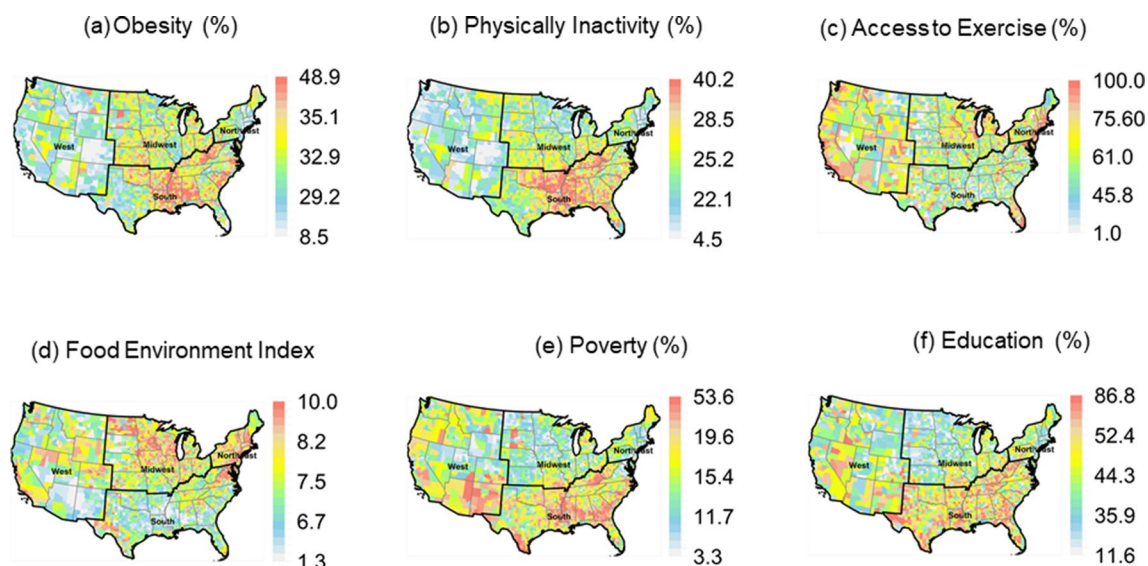 (a) Obesity (%)
48.9
35.1
32.9
29.2
8.5
West
Midwest
Northeast
South
(b) Physically Inactivity (%)
40.2
28.5
25.2
22.1
4.5
West
Midwest
Northeast
South
(c) Access to Exercise (%)
100.0
75.60
61.0
45.8
1.0
West
Midwest
Northeast
South
(d) Food Environment Index
10.0
8.2
7.5
6.7
1.3
West
Midwest
Northeast
South
(e) Poverty (%)
53.6
19.6
15.4
11.7
3.3
West
Midwest
Northeast
South
(f) Education (%)
86.8
52.4
44.3
35.9
11.6
West
Midwest
Northeast
South